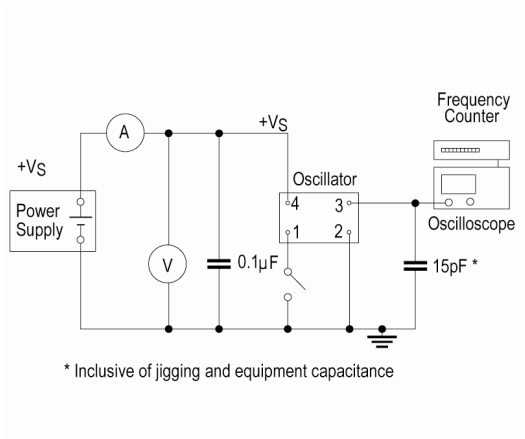 Frequency
Counter
+VS
A
+VS
Oscillator
Power
Supply
4
3
1
2
Oscilloscope
V
0.1µF
15pF *
* Inclusive of jigging and equipment capacitance